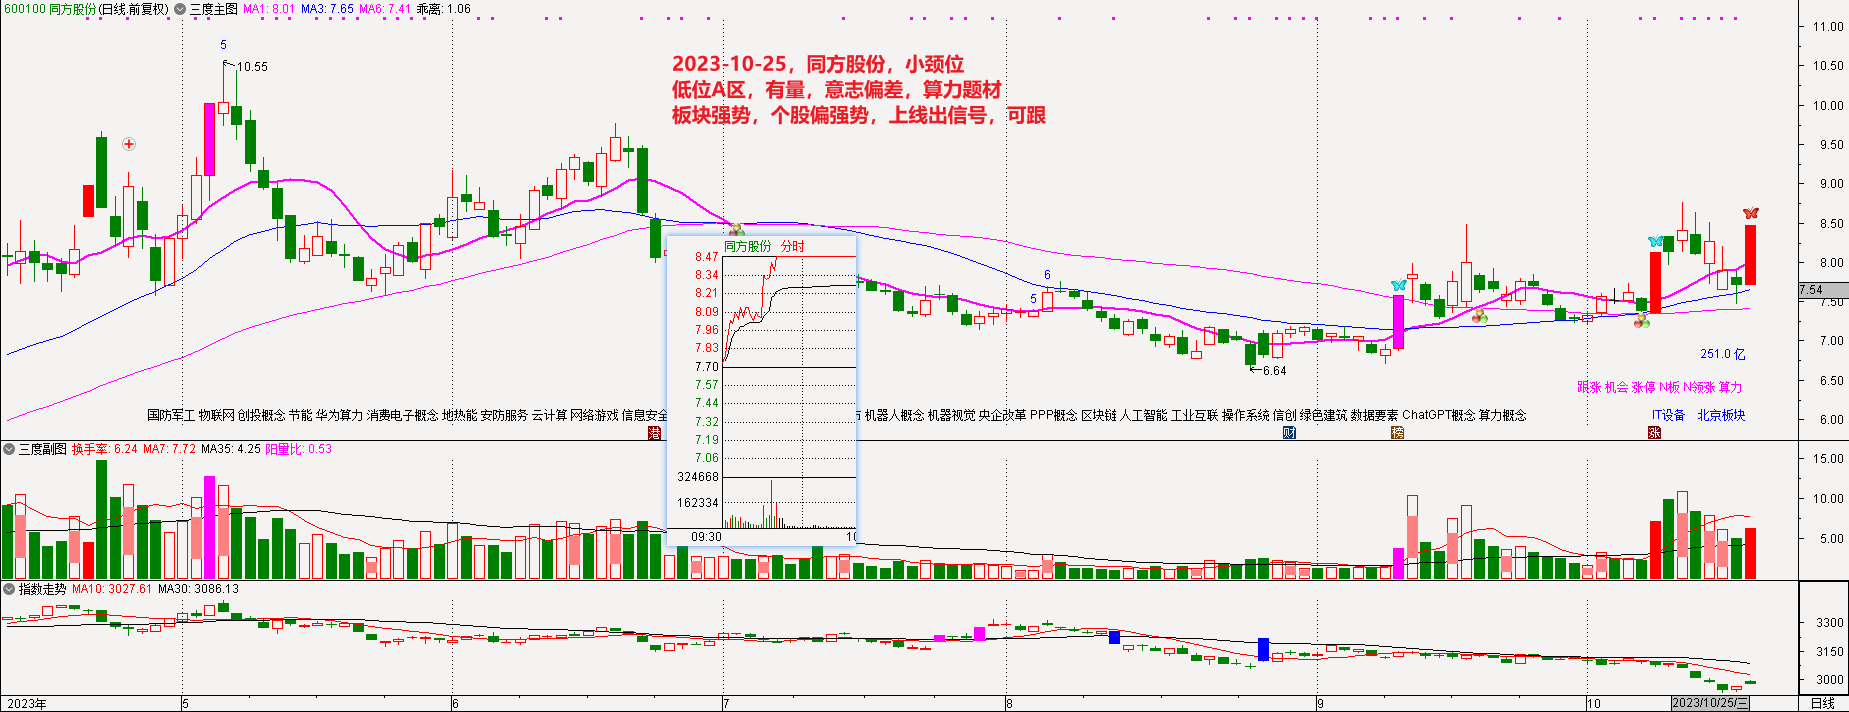 600100 同方股份(日线.前复权) 三度主图 MA1: 8.01 MA3: 7.65 MA6: 7.41 乖离: 1.06
2023-10-25，同方股份，小颈位
低位A区，有量，意志偏差，算力题材
板块强势，个股偏强势，上线出信号，可跟
5
10.55
6
5
6.64
11.00
10.50
10.00
9.50
9.00
8.50
8.00
7.54
7.50
7.00
6.50
6.00
同方股份 分时
8.47
8.34
8.21
8.09
7.96
7.83
7.70
7.57
7.44
7.32
7.19
7.06
324668
162334
09:30
10
251.0 亿
跟涨 机会 涨停 N板 N领涨 算力
IT设备 北京板块
国防军工 物联网 创投概念 节能 华为算力 消费电子概念 地热能 安防服务 云计算 网络游戏 信息安全
机器人概念 机器视觉 央企改革 PPP概念 区块链 人工智能 工业互联 操作系统 信创 绿色建筑 数据要素 ChatGPT概念 算力概念
港
财
榜
涨
三度副图 换手率: 6.24 MA7: 7.72 MA35: 4.25 阳量比: 0.53
15.00
10.00
5.00
指数走势 MA10: 3027.61 MA30: 3086.13
3300
3150
3000
2023年 5 6 7 8 9 10 2023/10/25/三 日线